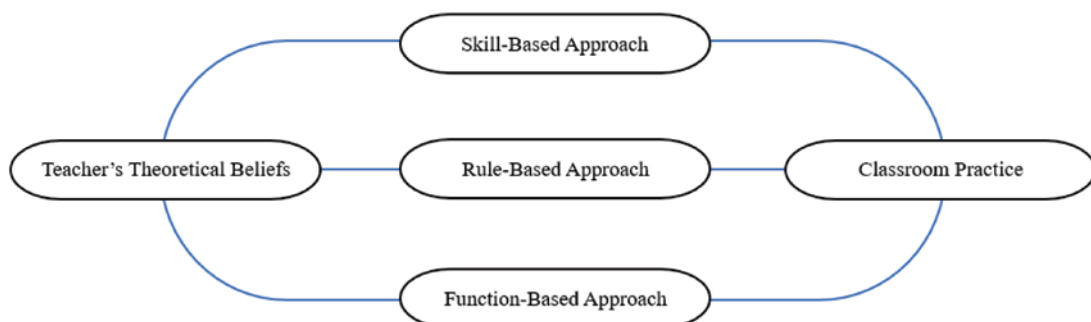 Skill-Based Approach
Teacher’s Theoretical Beliefs
Rule-Based Approach
Classroom Practice
Function-Based Approach